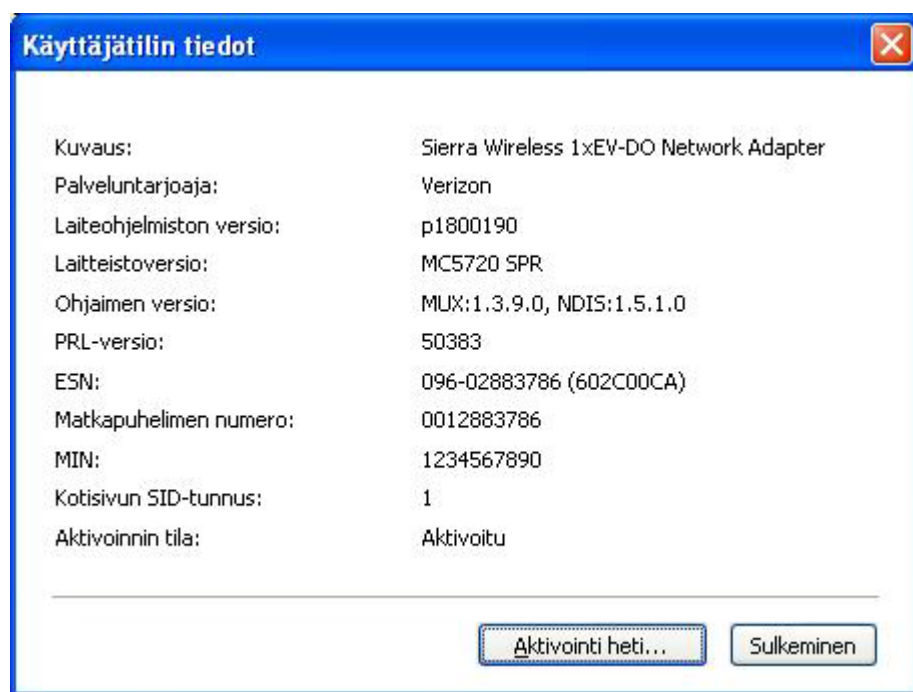 Käyttäjätilin tiedot
Kuvaus: Sierra Wireless 1xEV-DO Network Adapter
Palveluntarjoaja: Verizon
Laiteohjelmiston versio: p1800190
Laitteistoversio: MC5720 SPR
Ohjaimen versio: MUX:1.3.9.0, NDIS:1.5.1.0
PRL-versio: 50383
ESN: 096-02883786 (602C00CA)
Matkapuhelimen numero: 0012883786
MIN: 1234567890
Kotisivun SID-tunnus: 1
Aktivoinnin tila: Aktivoitu
Aktivointi heti... Sulkeminen